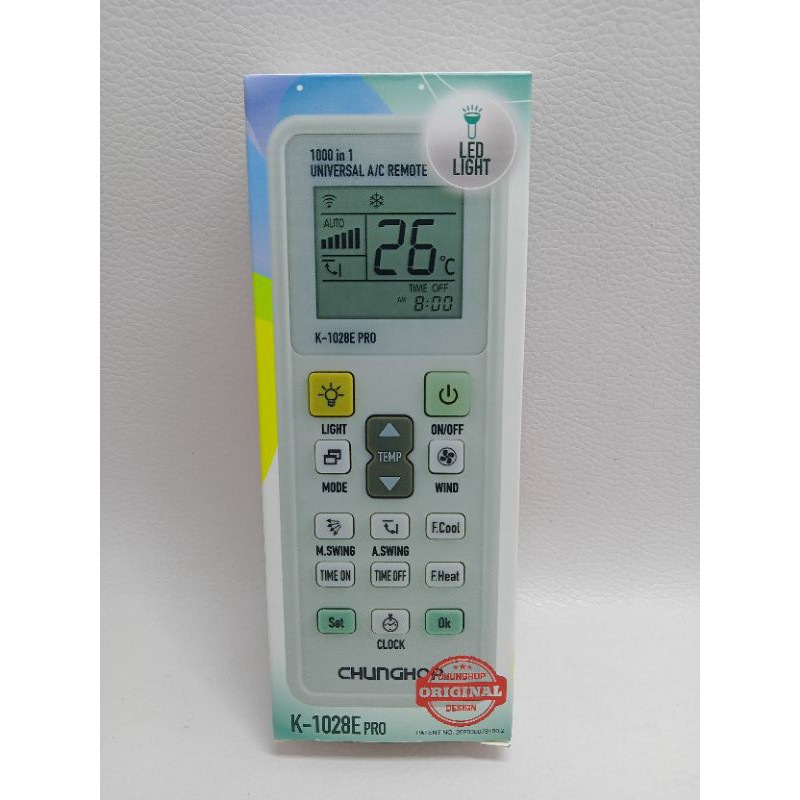 LED
LIGHT
1000 in 1
UNIVERSAL A/C REMOTE
AUTO
26°C
TIME OFF
AM 8:00
K-1028E PRO
LIGHT
ON/OFF
TEMP
MODE
WIND
F.Cool
M.SWING
A.SWING
TIME ON
TIME OFF
F.Heat
Set
Ok
CLOCK
CHUNGHOP
CHUNGHOP
ORIGINAL
DESIGN
K-1028E PRO
PATENT NO.